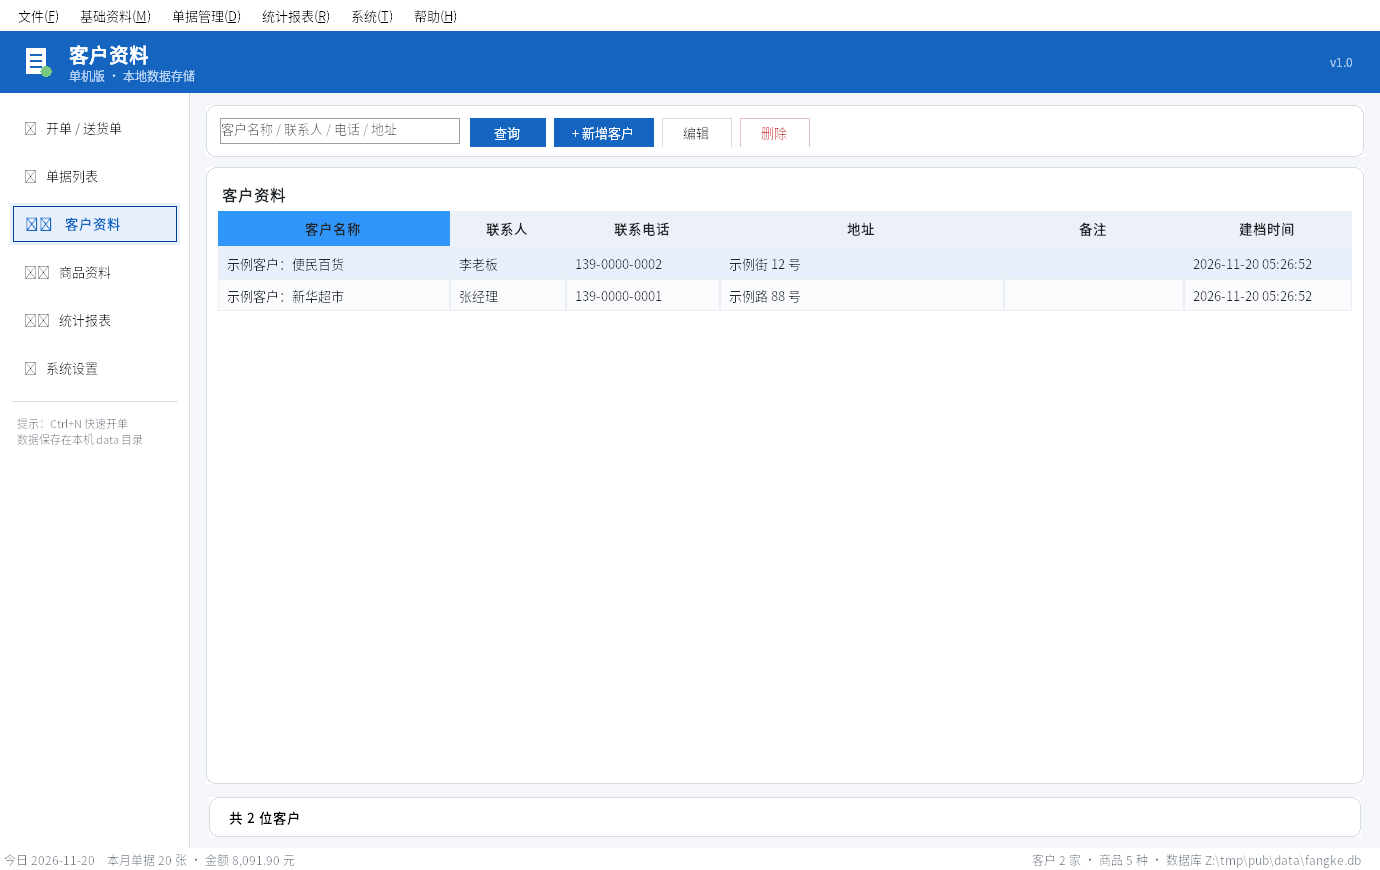 文件(F) 基础资料(M) 单据管理(D) 统计报表(R) 系统(T) 帮助(H)
客户资料
单机版 · 本地数据存储
v1.0
开单 / 送货单
单据列表
客户资料
商品资料
统计报表
系统设置
提示：Ctrl+N 快速开单
数据保存在本机 data 目录
客户名称 / 联系人 / 电话 / 地址 查询 + 新增客户 编辑 删除
客户资料
客户名称 联系人 联系电话 地址 备注 建档时间
示例客户：便民百货 李老板 139-0000-0002 示例街 12 号 2026-11-20 05:26:52
示例客户：新华超市 张经理 139-0000-0001 示例路 88 号 2026-11-20 05:26:52
共 2 位客户
今日 2026-11-20 本月单据 20 张 · 金额 8,091.90 元 客户 2 家 · 商品 5 种 · 数据库 Z:\tmp\pub\data\fangke.db